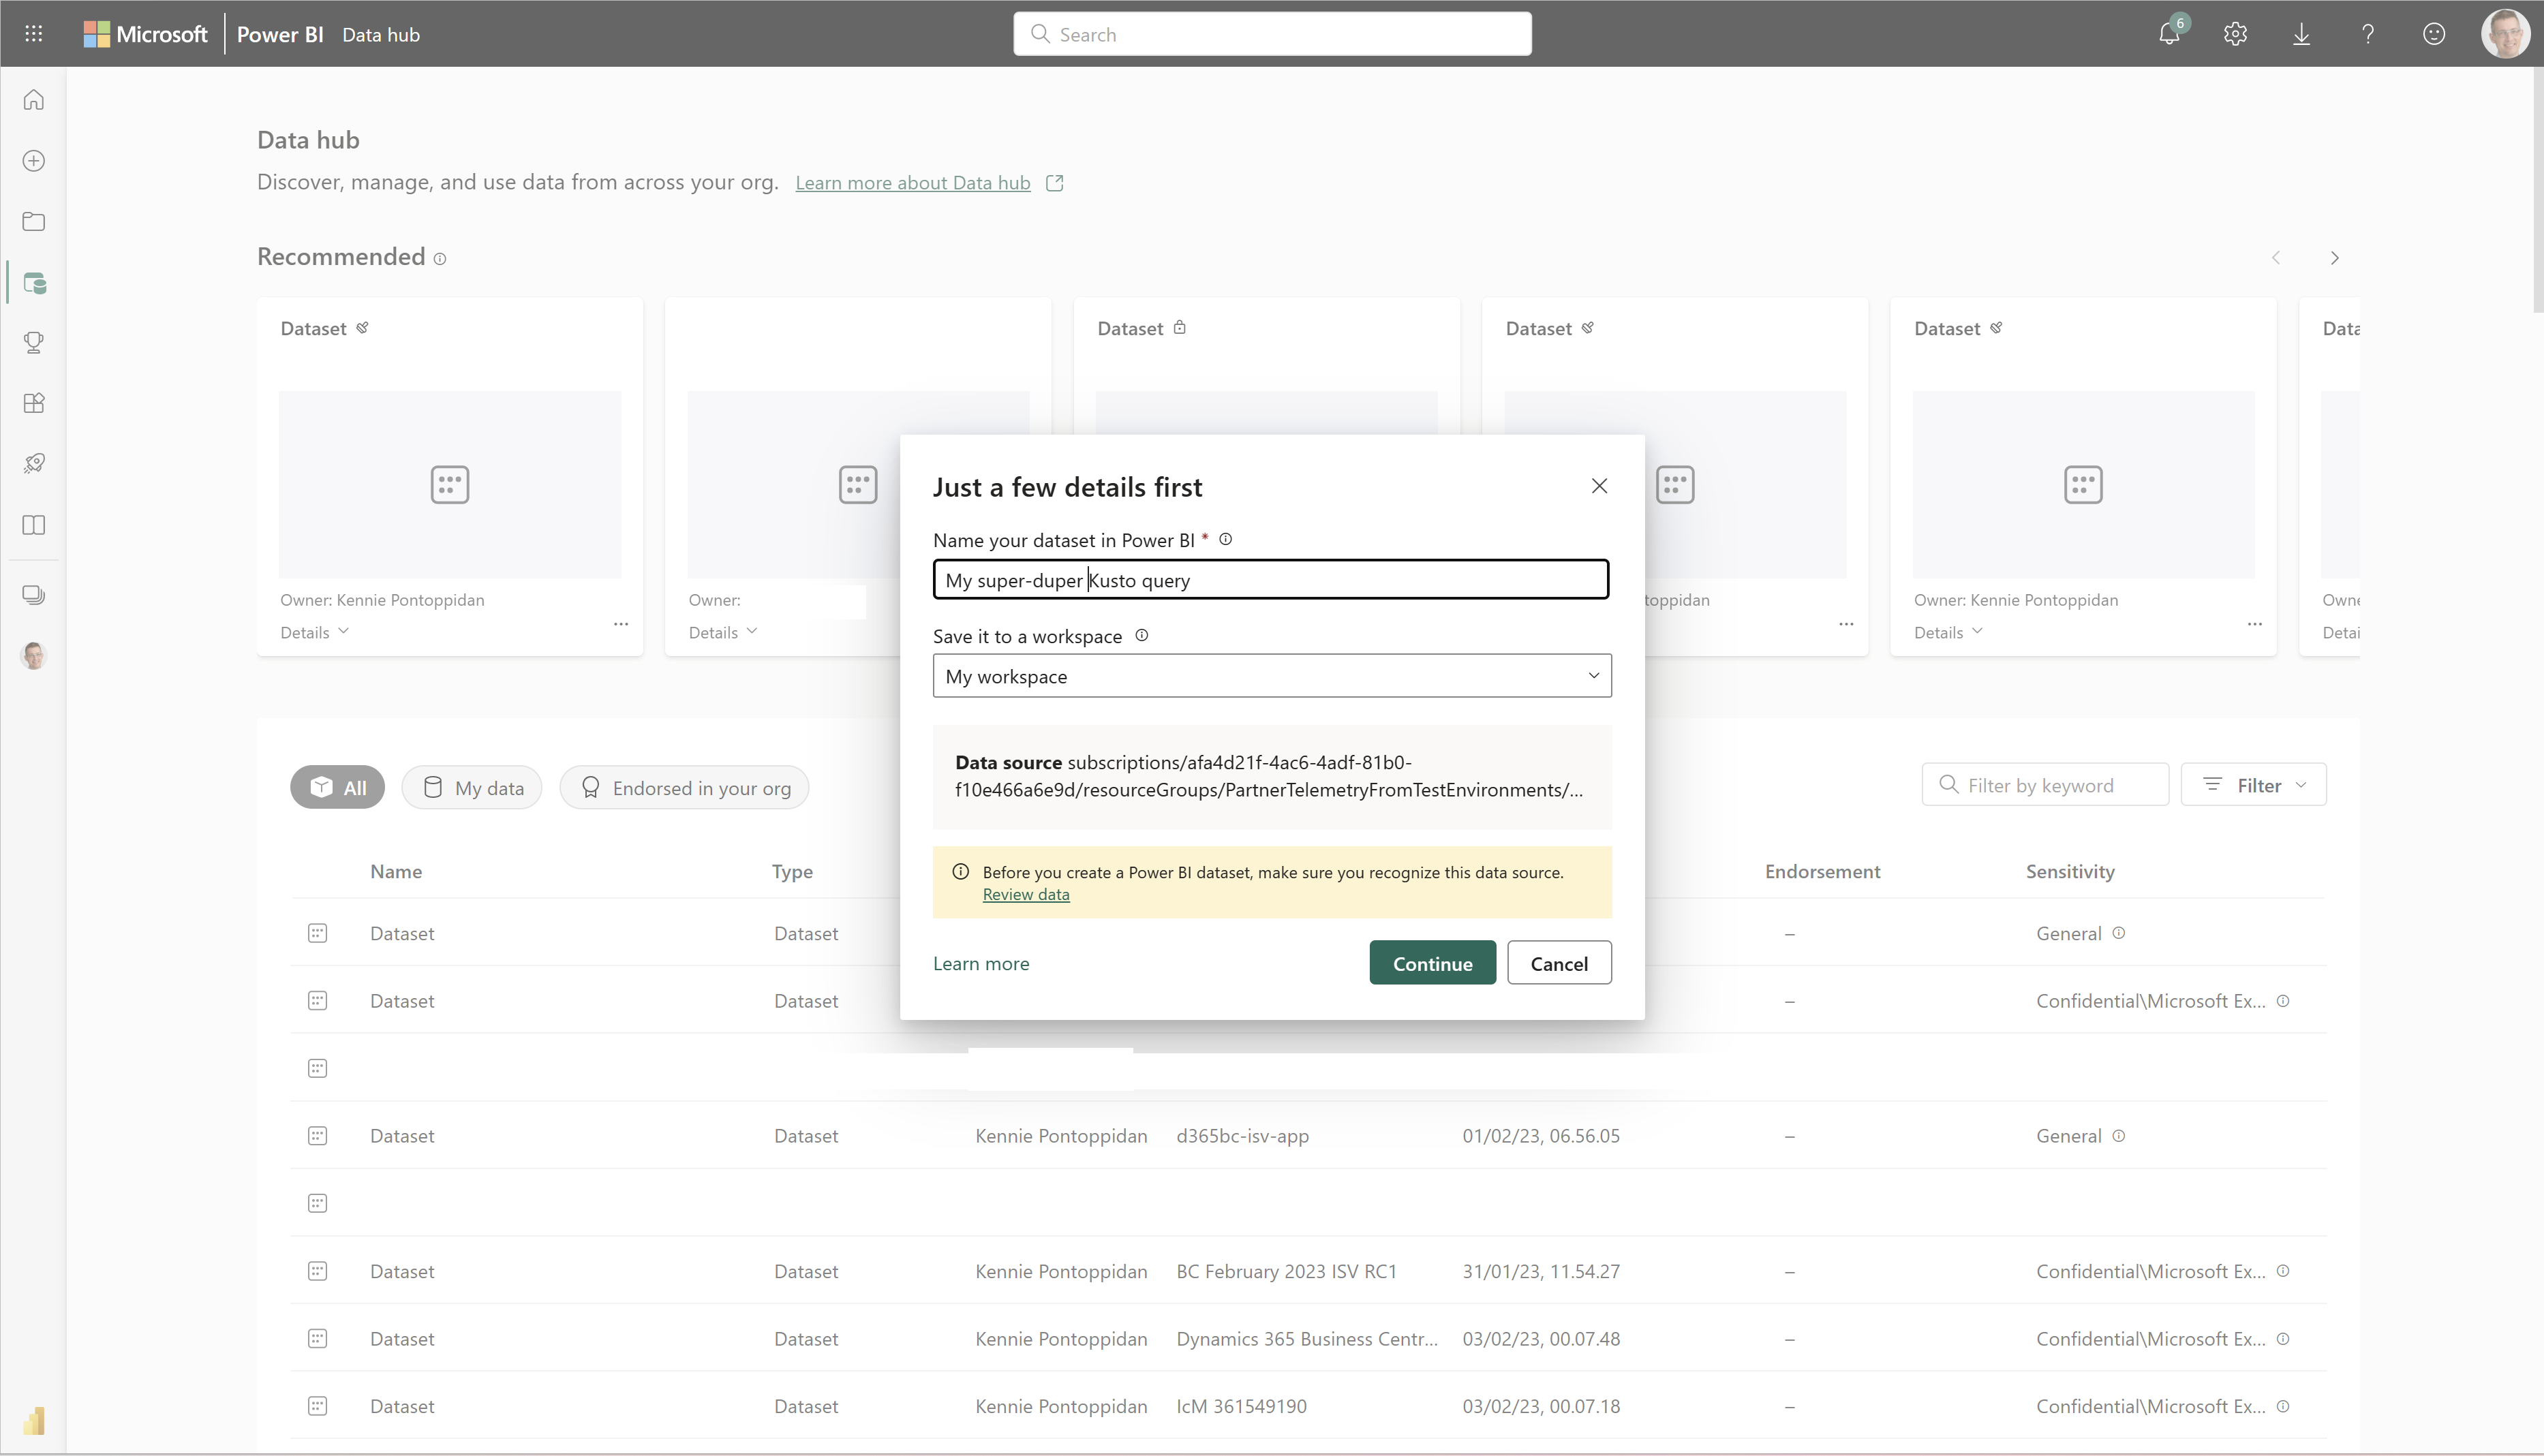 Microsoft Power BI Data hub
Search
6
Data hub
Discover, manage, and use data from across your org. Learn more about Data hub
Recommended
Dataset
Dataset
Dataset
Dataset
Data
Owner: Kennie Pontoppidan
Owner:
toppidan
Owner: Kennie Pontoppidan
Owne
Details
Details
Details
Detai
Just a few details first
Name your dataset in Power BI *
My super-duper Kusto query
Save it to a workspace
My workspace
Data source subscriptions/afa4d21f-4ac6-4adf-81b0-
f10e466a6e9d/resourceGroups/PartnerTelemetryFromTestEnvironments/...
Before you create a Power BI dataset, make sure you recognize this data source.
Review data
Learn more
Continue
Cancel
All
My data
Endorsed in your org
Filter by keyword
Filter
Name Type Endorsement Sensitivity
Dataset Dataset – General
Dataset Dataset – Confidential\Microsoft Ex...
Dataset Dataset Kennie Pontoppidan d365bc-isv-app 01/02/23, 06.56.05 – General
Dataset Dataset Kennie Pontoppidan BC February 2023 ISV RC1 31/01/23, 11.54.27 – Confidential\Microsoft Ex...
Dataset Dataset Kennie Pontoppidan Dynamics 365 Business Centr... 03/02/23, 00.07.48 – Confidential\Microsoft Ex...
Dataset Dataset Kennie Pontoppidan IcM 361549190 03/02/23, 00.07.18 – Confidential\Microsoft Ex...